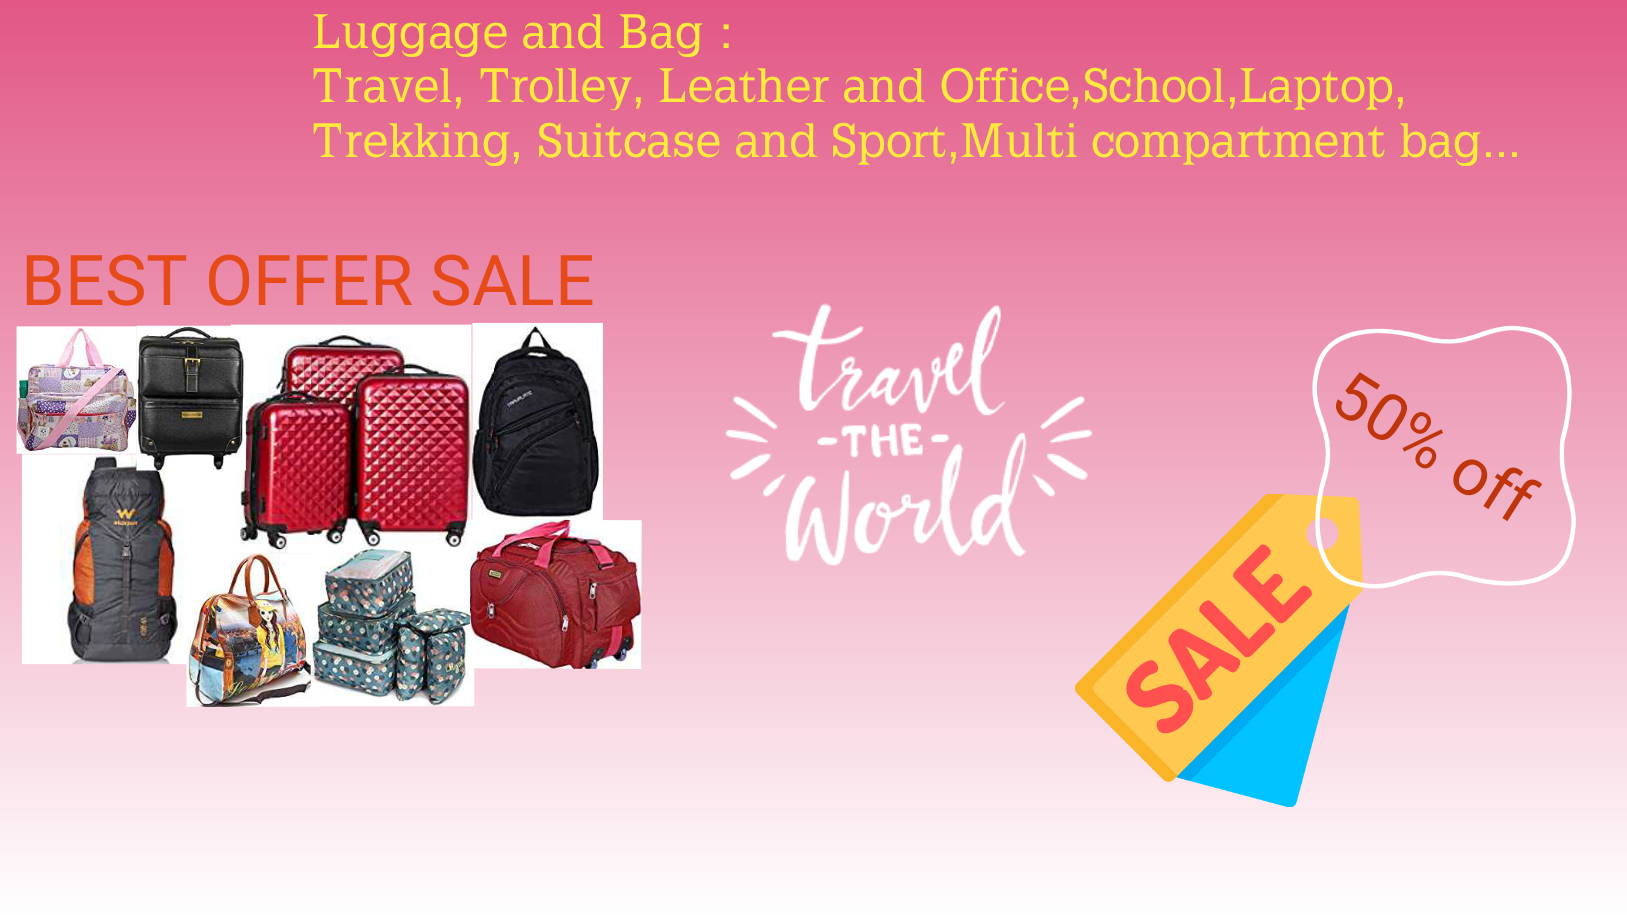 Luggage and Bag :
Travel, Trolley, Leather and Office,School,Laptop,
Trekking, Suitcase and Sport,Multi compartment bag...
BEST OFFER SALE
travel
-THE-
World
50% off
SALE